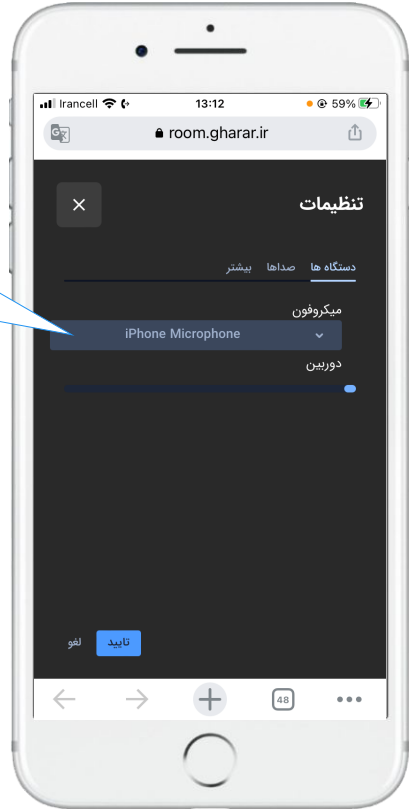 Irancell 13:12 59%
room.gharar.ir
تنظیمات
دستگاه ها صداها بیشتر
میکروفون
iPhone Microphone
دوربین
تایید لغو
48